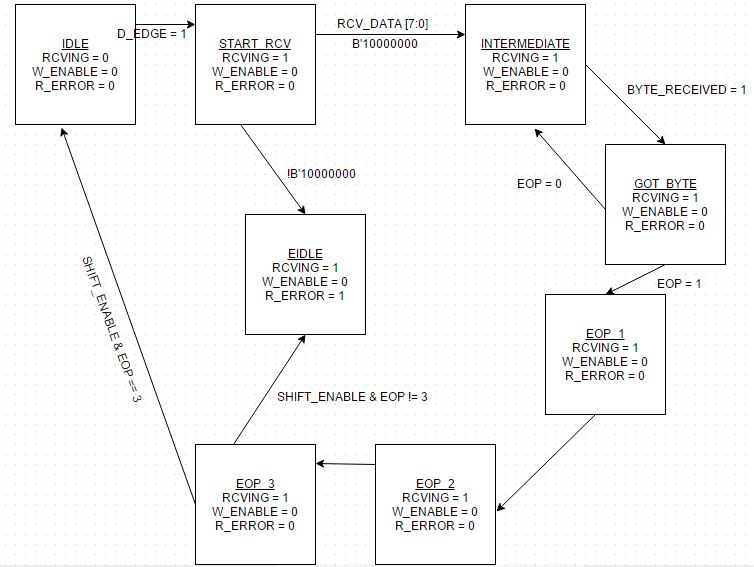 IDLE
RCVING = 0
W_ENABLE = 0
R_ERROR = 0
D_EDGE = 1
START_RCV
RCVING = 1
W_ENABLE = 0
R_ERROR = 0
RCV_DATA [7:0]
B'10000000
INTERMEDIATE
RCVING = 1
W_ENABLE = 0
R_ERROR = 0
BYTE_RECEIVED = 1
!B'10000000
EOP = 0
GOT_BYTE
RCVING = 1
W_ENABLE = 0
R_ERROR = 0
EIDLE
RCVING = 1
W_ENABLE = 0
R_ERROR = 1
EOP = 1
EOP_1
RCVING = 1
W_ENABLE = 0
R_ERROR = 0
SHIFT_ENABLE & EOP == 3
SHIFT_ENABLE & EOP != 3
EOP_3
RCVING = 1
W_ENABLE = 0
R_ERROR = 0
EOP_2
RCVING = 1
W_ENABLE = 0
R_ERROR = 0